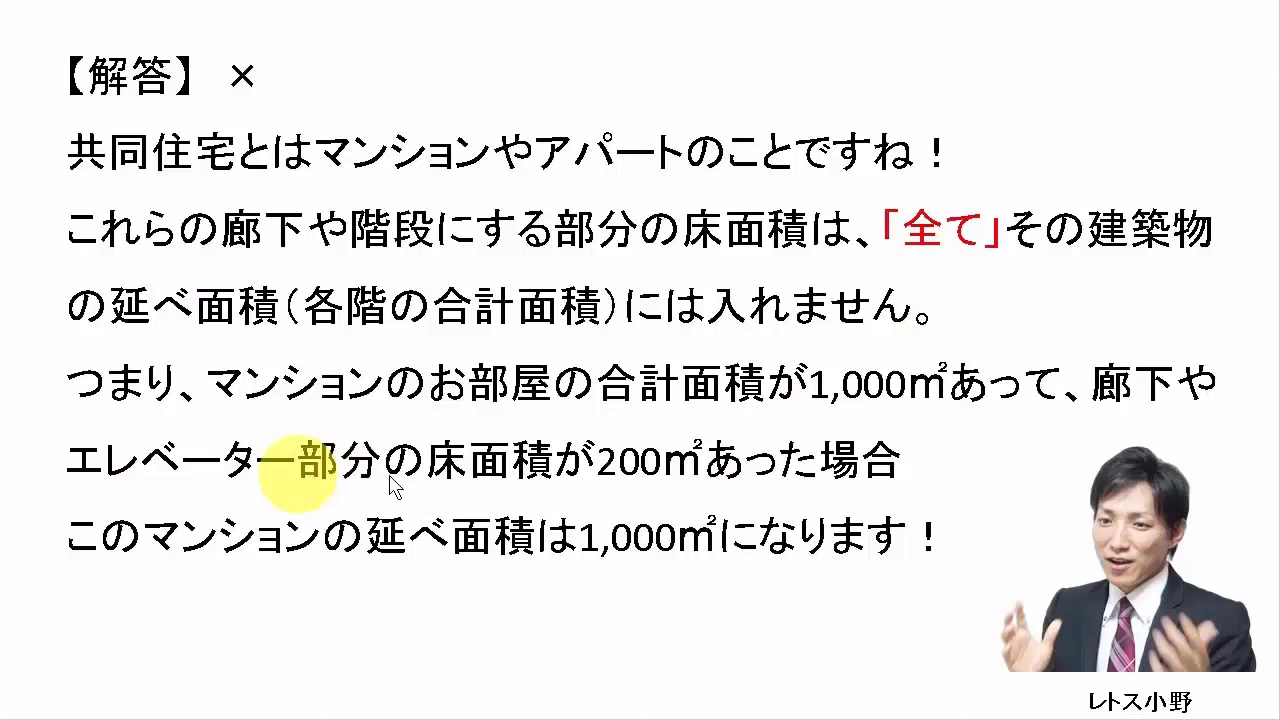 【解答】 ×
共同住宅とはマンションやアパートのことですね！
これらの廊下や階段にする部分の床面積は、「全て」その建築物
の延べ面積（各階の合計面積）には入れません。
つまり、マンションのお部屋の合計面積が1,000㎡あって、廊下や
エレベーター部分の床面積が200㎡あった場合
このマンションの延べ面積は1,000㎡になります！
レトス小野